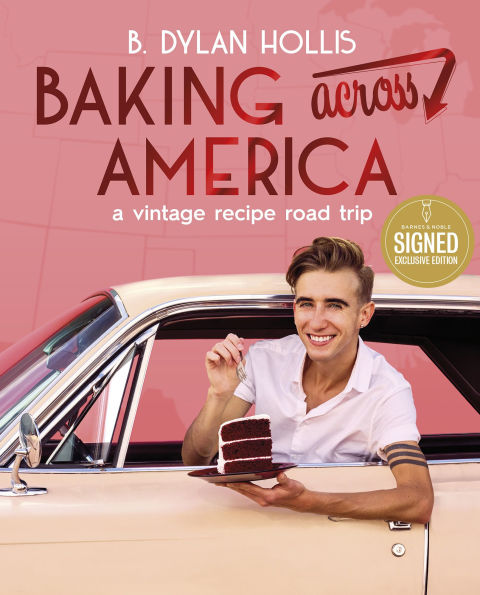 B. DYLAN HOLLIS
BAKING across
AMERICA
a vintage recipe road trip
BARNES & NOBLE
SIGNED
EXCLUSIVE EDITION